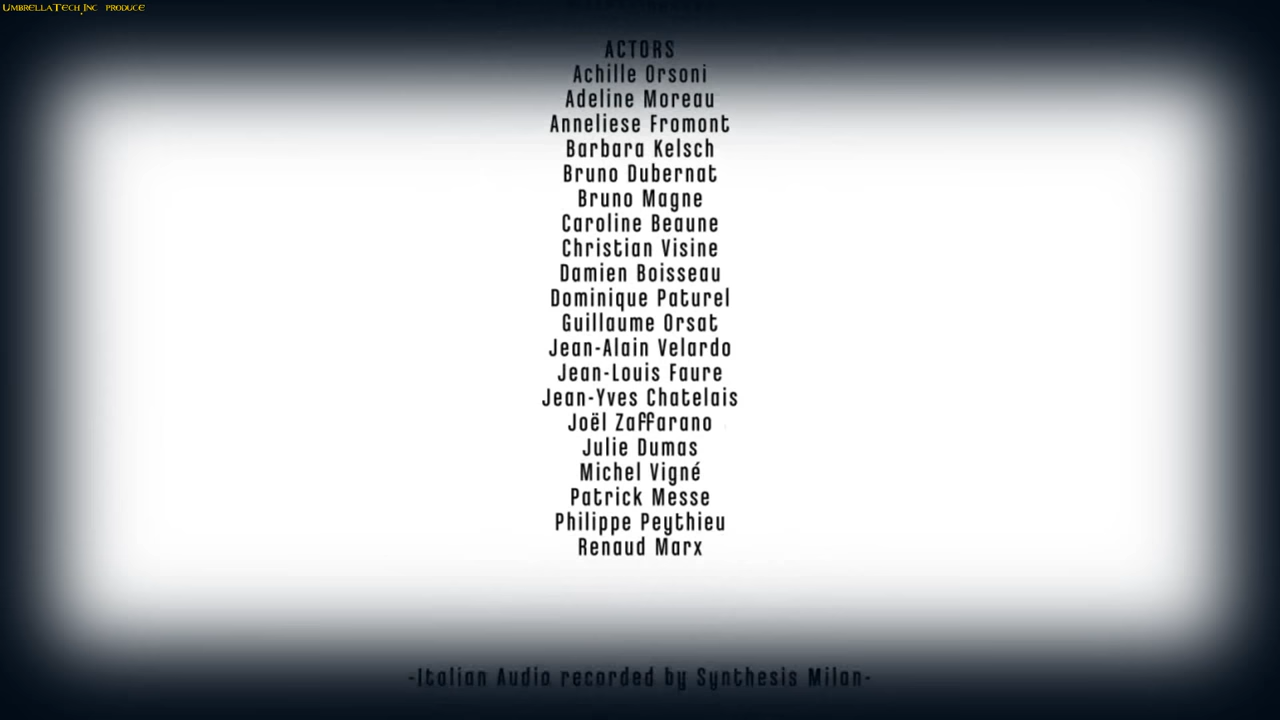 UmbrellaTech Inc produce
ACTORS
Achille Orsoni
Adeline Moreau
Anneliese Fromont
Barbara Kelsch
Bruno Dubernat
Bruno Magne
Caroline Beaune
Christian Visine
Damien Boisseau
Dominique Paturel
Guillaume Orsat
Jean-Alain Velardo
Jean-Louis Faure
Jean-Yves Chatelais
Joël Zaffarano
Julie Dumas
Michel Vigné
Patrick Messe
Philippe Peythieu
Renaud Marx
-Italian Audio recorded by Synthesis Milan-